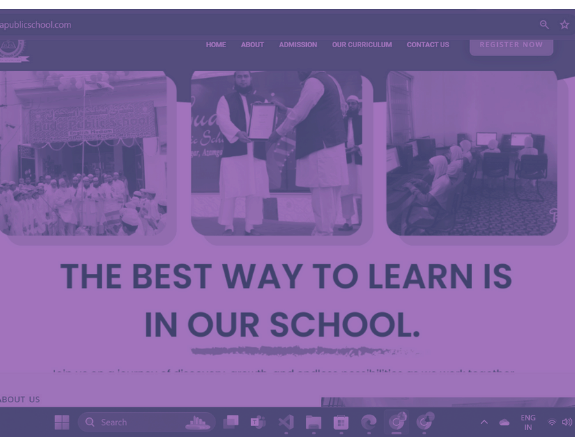 apublicschool.com
HOME ABOUT ADMISSION OUR CURRICULUM CONTACT US REGISTER NOW
THE BEST WAY TO LEARN IS
IN OUR SCHOOL.
ABOUT US
Search
ENG
IN